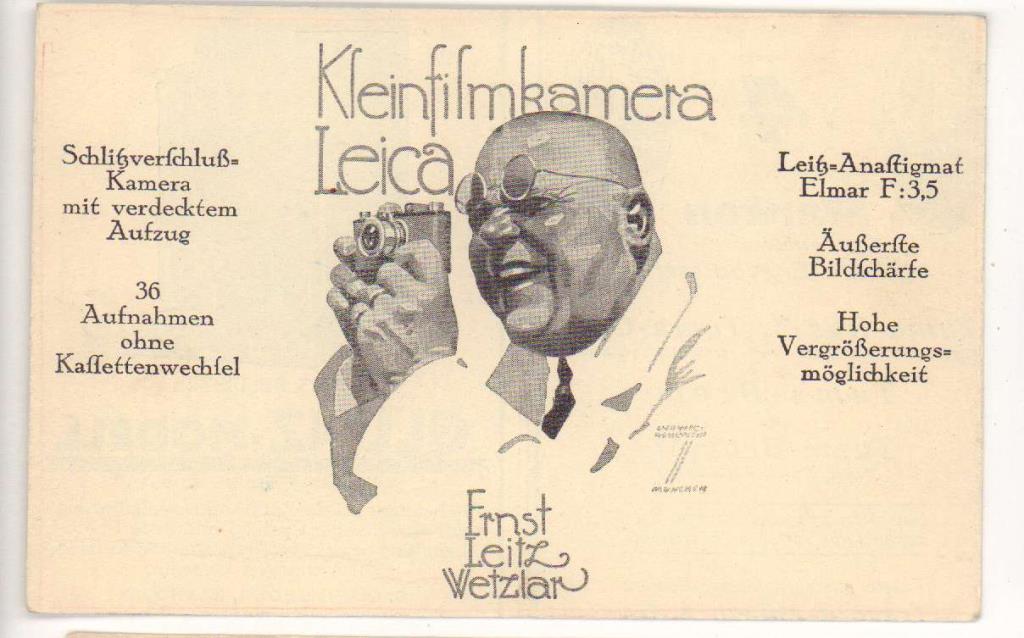 Kleinfilmkamera
Leica
Schlitzverſchluß=
Kamera
mit verdecktem
Aufzug
36
Aufnahmen
ohne
Kaſſettenwechſel
Leitz=Anaſtigmat
Elmar F:3,5
Äußerſte
Bildſchärfe
Hohe
Vergrößerungs=
möglichkeit
MUNCHEN
Ernst
Leitz
Wetzlar